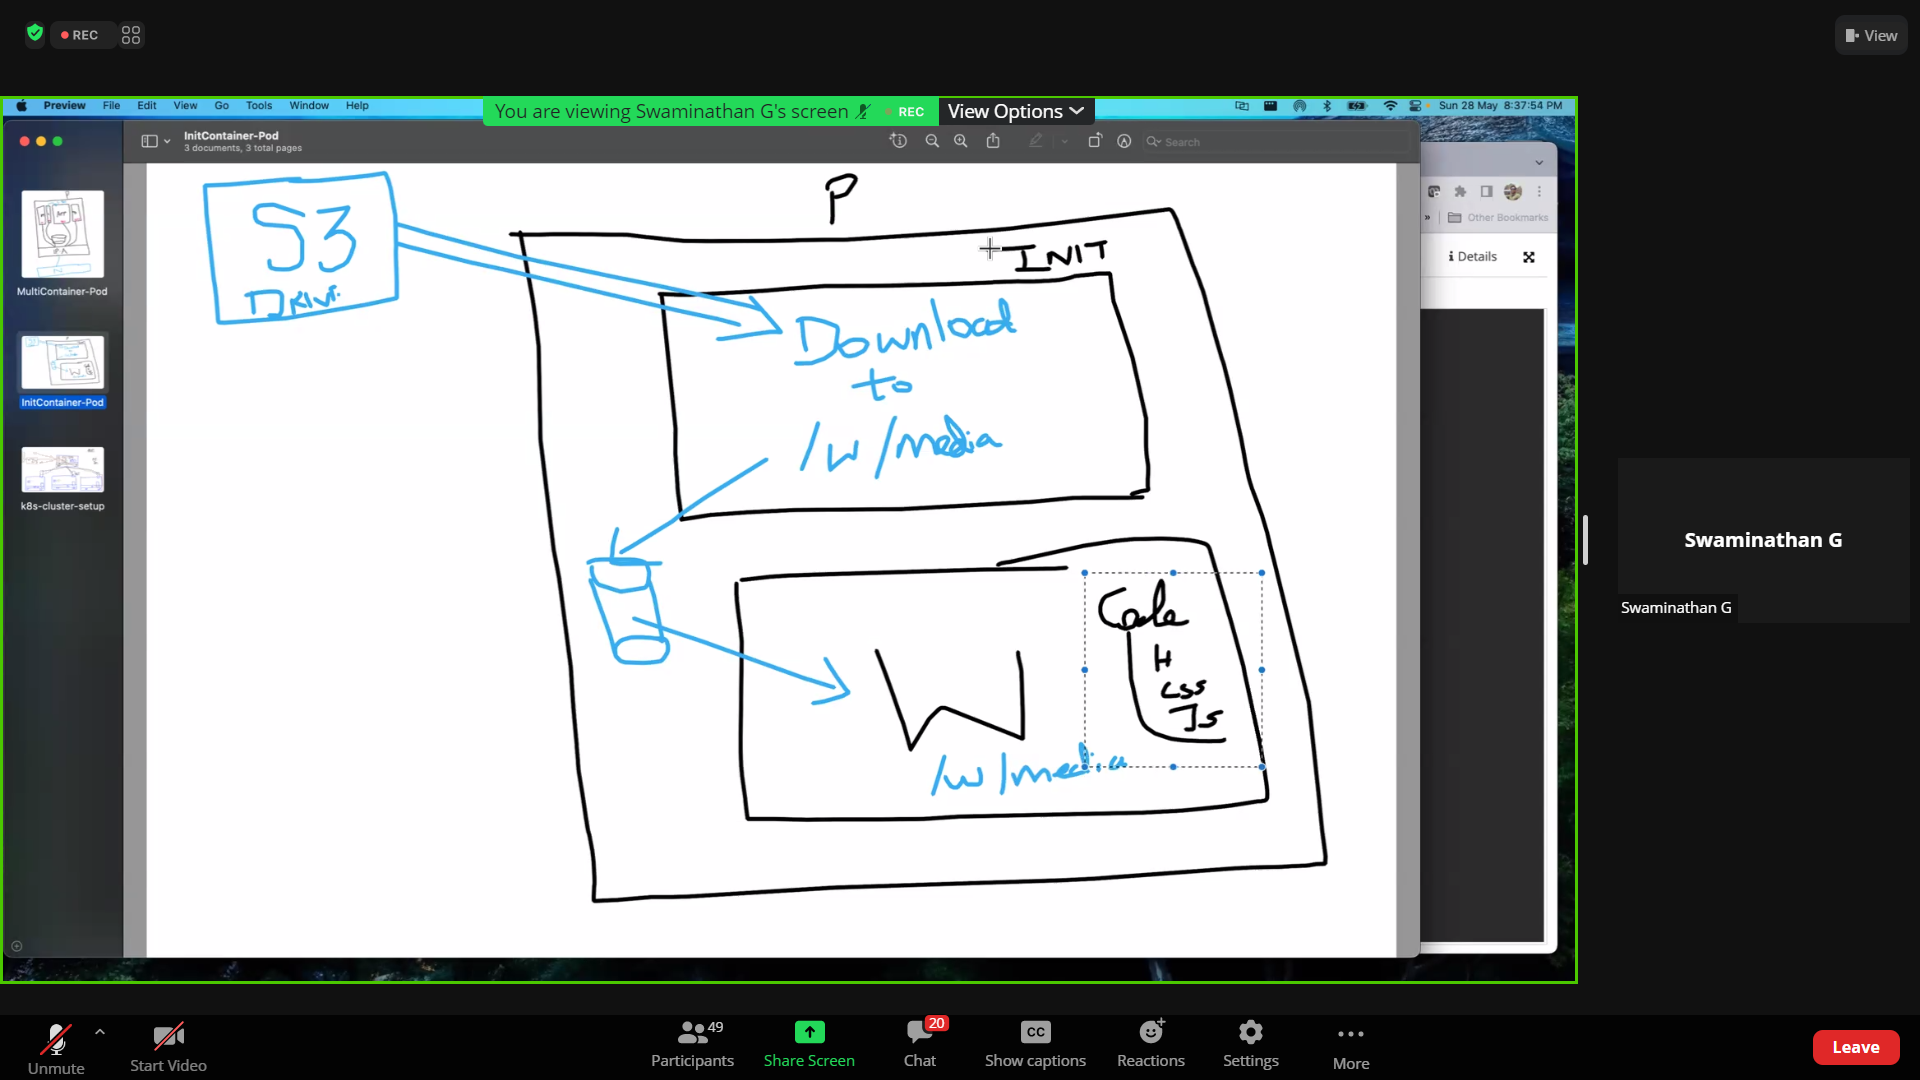 REC
View
Preview File Edit View Go Tools Window Help
You are viewing Swaminathan G's screen REC View Options
Sun 28 May 8:37:54 PM
InitContainer-Pod
3 documents, 3 total pages
Search
MultiContainer-Pod
InitContainer-Pod
k8s-cluster-setup
S3
P
INIT
Download
to
/w/media
W
Code
H
CSS
JS
/w/media
» Other Bookmarks
Details
Swaminathan G
Swaminathan G
Unmute
Start Video
Participants 49
Share Screen
Chat 20
CC
Show captions
Reactions
Settings
More
Leave